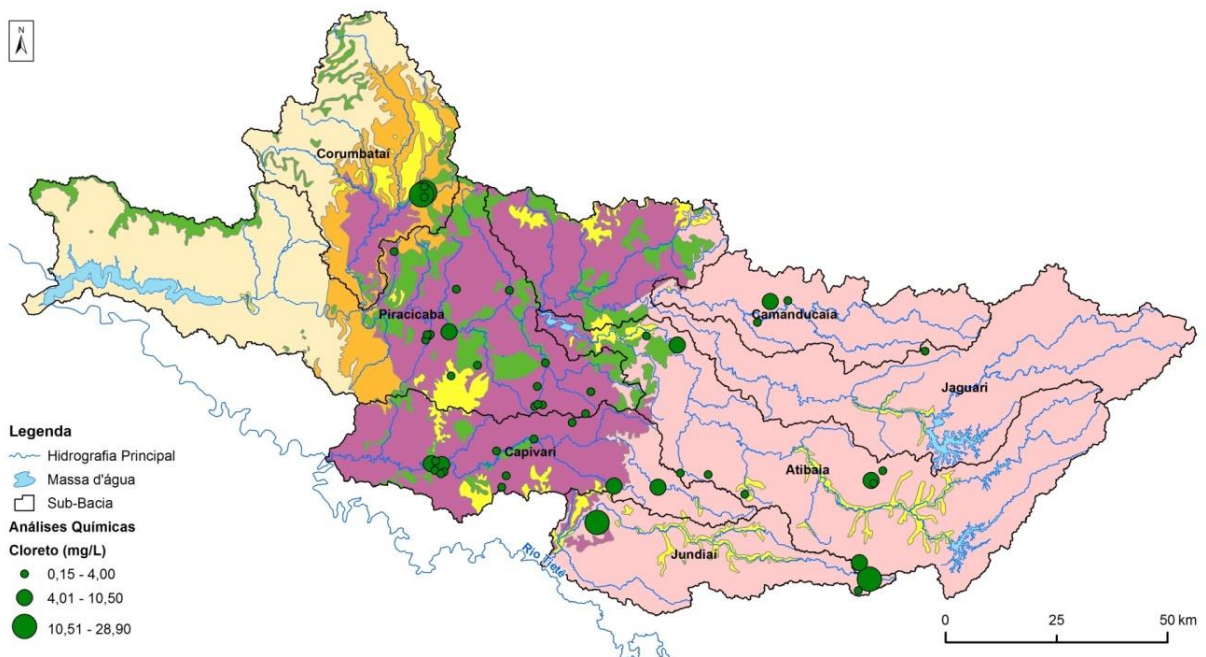 N
Corumbataí
Piracicaba
Camanducaia
Jaguari
Capivari
Atibaia
Jundiaí
Rio Tietê
Legenda
Hidrografia Principal
Massa d'água
Sub-Bacia
Análises Químicas
Cloreto (mg/L)
0,15 - 4,00
4,01 - 10,50
10,51 - 28,90
0 25 50 km